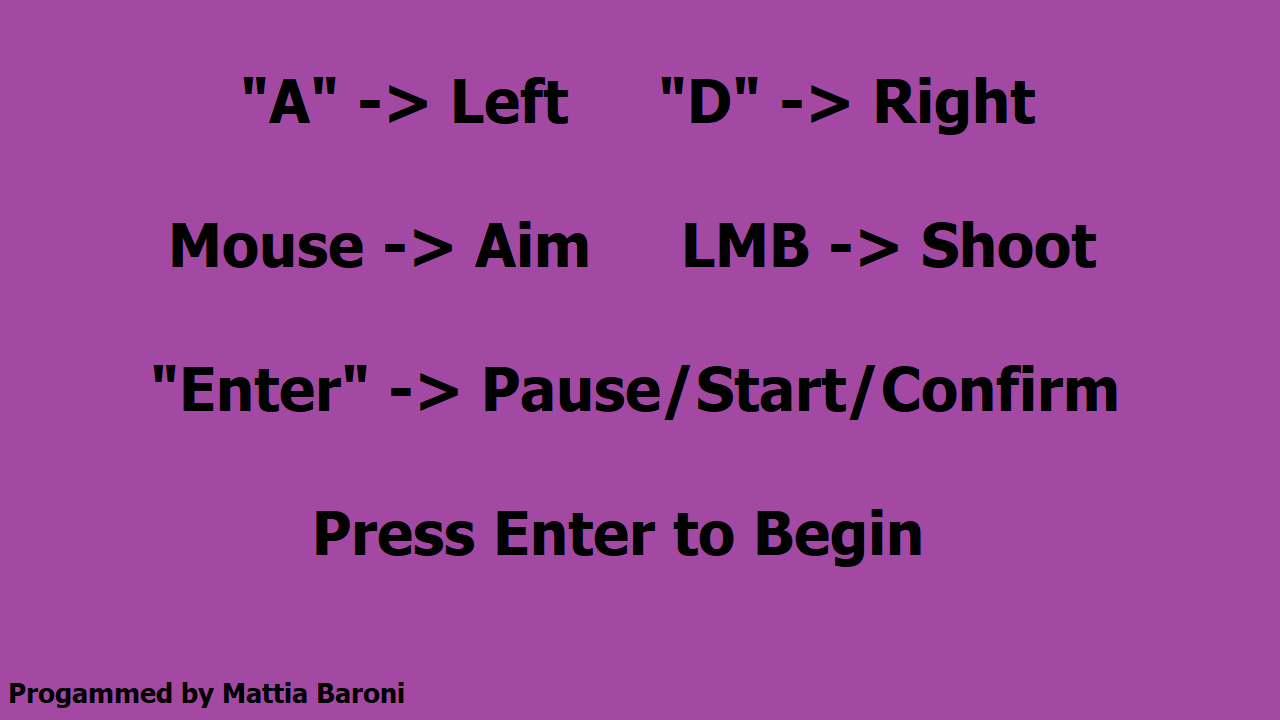 "A" -> Left "D" -> Right
Mouse -> Aim LMB -> Shoot
"Enter" -> Pause/Start/Confirm
Press Enter to Begin
Progammed by Mattia Baroni